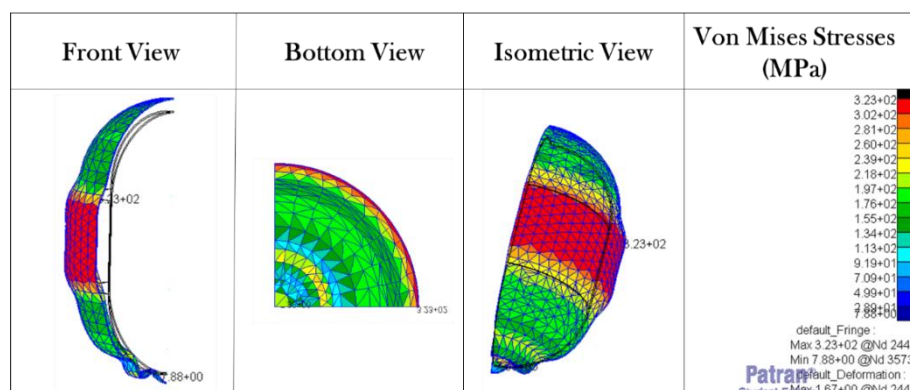 Front View
Bottom View
Isometric View
Von Mises Stresses
(MPa)
3.23+02
3.02+02
2.81+02
2.60+02
2.39+02
2.18+02
1.97+02
1.76+02
1.55+02
1.34+02
1.13+02
9.19+01
7.09+01
4.99+01
7.88+00
default_Fringe :
Max 3.23+02 @Nd 244
Min 7.88+00 @Nd 3573
Patran
default_Deformation :
Max 1.67+00 @Nd 244
3.23+02
7.88+00
3.23+02
3.23+02